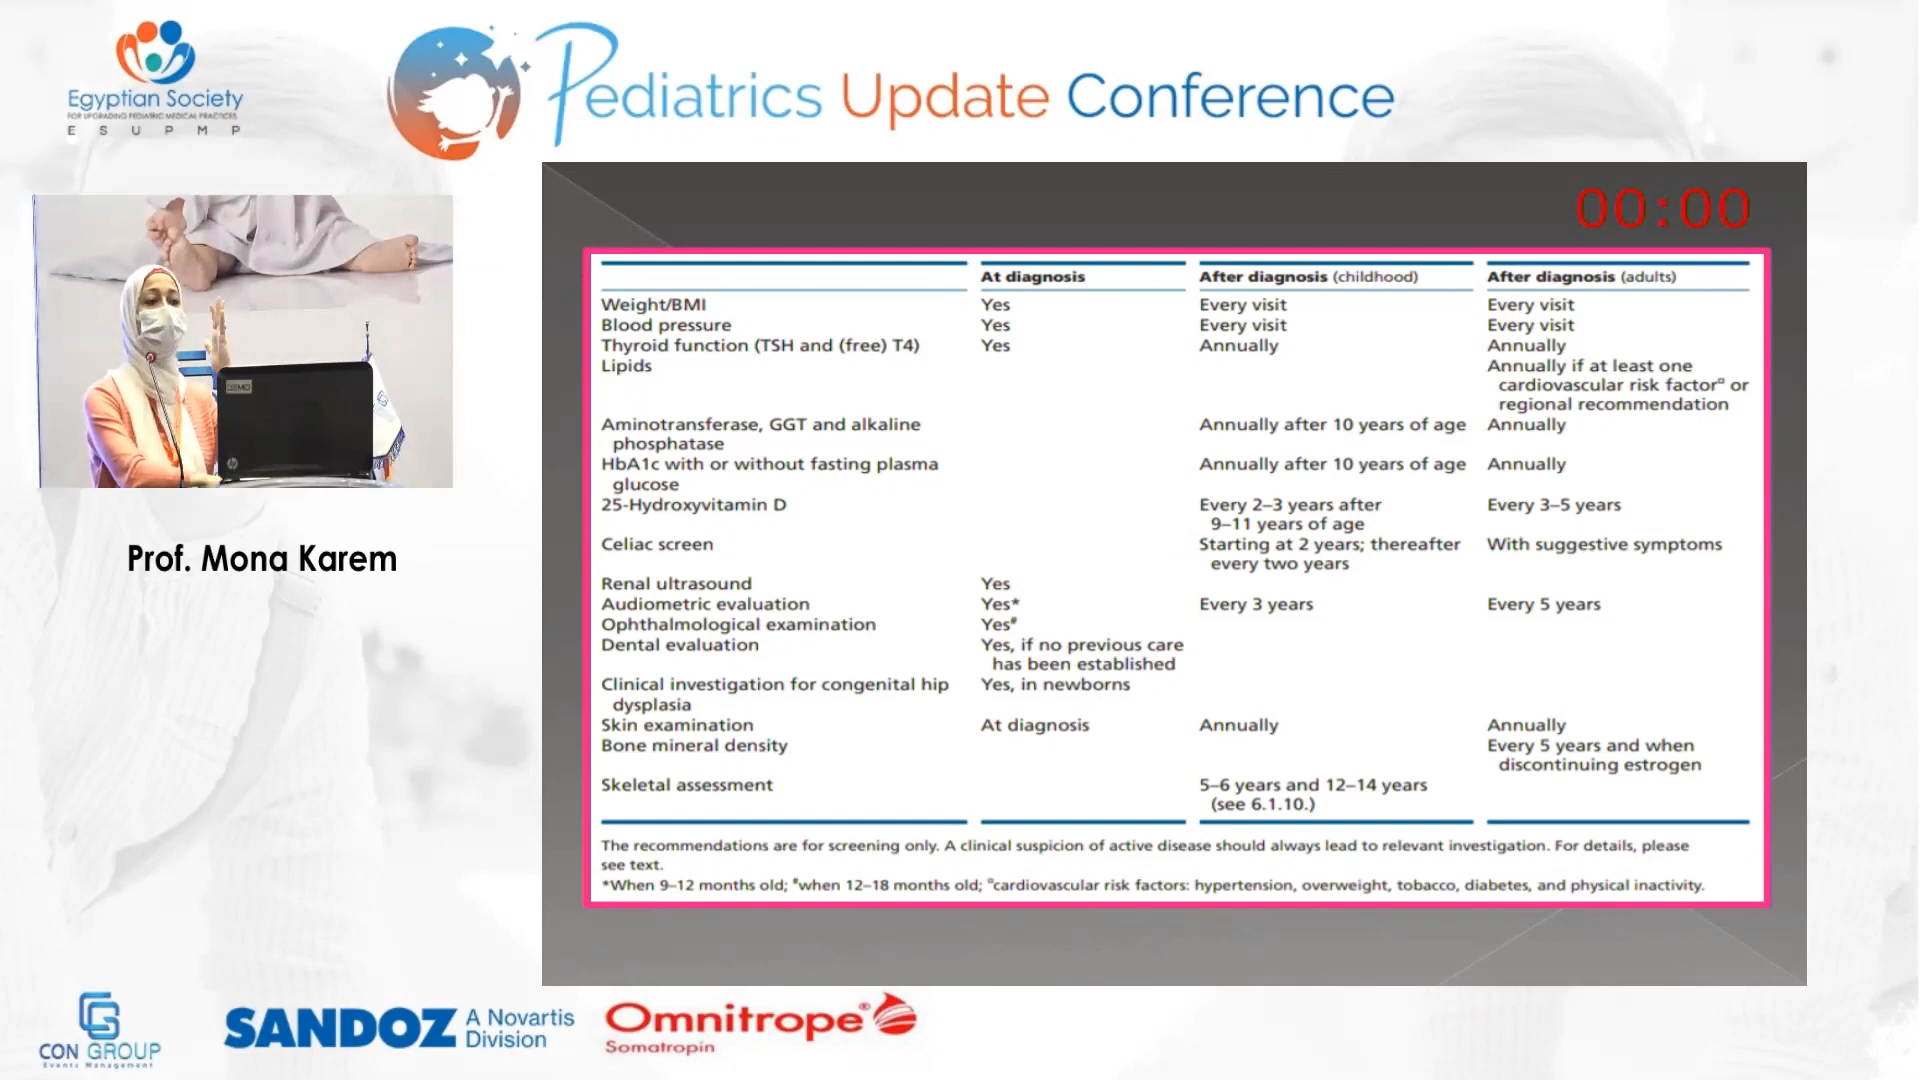 Egyptian Society
FOR UPGRADING PEDIATRIC MEDICAL PRACTICES
E S U P M P
Pediatrics Update Conference
00:00
At diagnosis After diagnosis (childhood) After diagnosis (adults)
Weight/BMI Yes Every visit Every visit
Blood pressure Yes Every visit Every visit
Thyroid function (TSH and (free) T4) Yes Annually Annually
Lipids Annually if at least one
cardiovascular risk factor¤ or
regional recommendation
Aminotransferase, GGT and alkaline Annually after 10 years of age Annually
phosphatase
HbA1c with or without fasting plasma Annually after 10 years of age Annually
glucose
25-Hydroxyvitamin D Every 2–3 years after Every 3–5 years
9–11 years of age
Celiac screen Starting at 2 years; thereafter With suggestive symptoms
every two years
Renal ultrasound Yes
Audiometric evaluation Yes* Every 3 years Every 5 years
Ophthalmological examination Yes#
Dental evaluation Yes, if no previous care
has been established
Clinical investigation for congenital hip Yes, in newborns
dysplasia
Skin examination At diagnosis Annually Annually
Bone mineral density Every 5 years and when
discontinuing estrogen
Skeletal assessment 5–6 years and 12–14 years
(see 6.1.10.)
The recommendations are for screening only. A clinical suspicion of active disease should always lead to relevant investigation. For details, please
see text.
*When 9–12 months old; #when 12–18 months old; ¤cardiovascular risk factors: hypertension, overweight, tobacco, diabetes, and physical inactivity.
hp
Prof. Mona Karem
CON GROUP
Events Management
SANDOZ A Novartis
Division
Omnitrope®
Somatropin